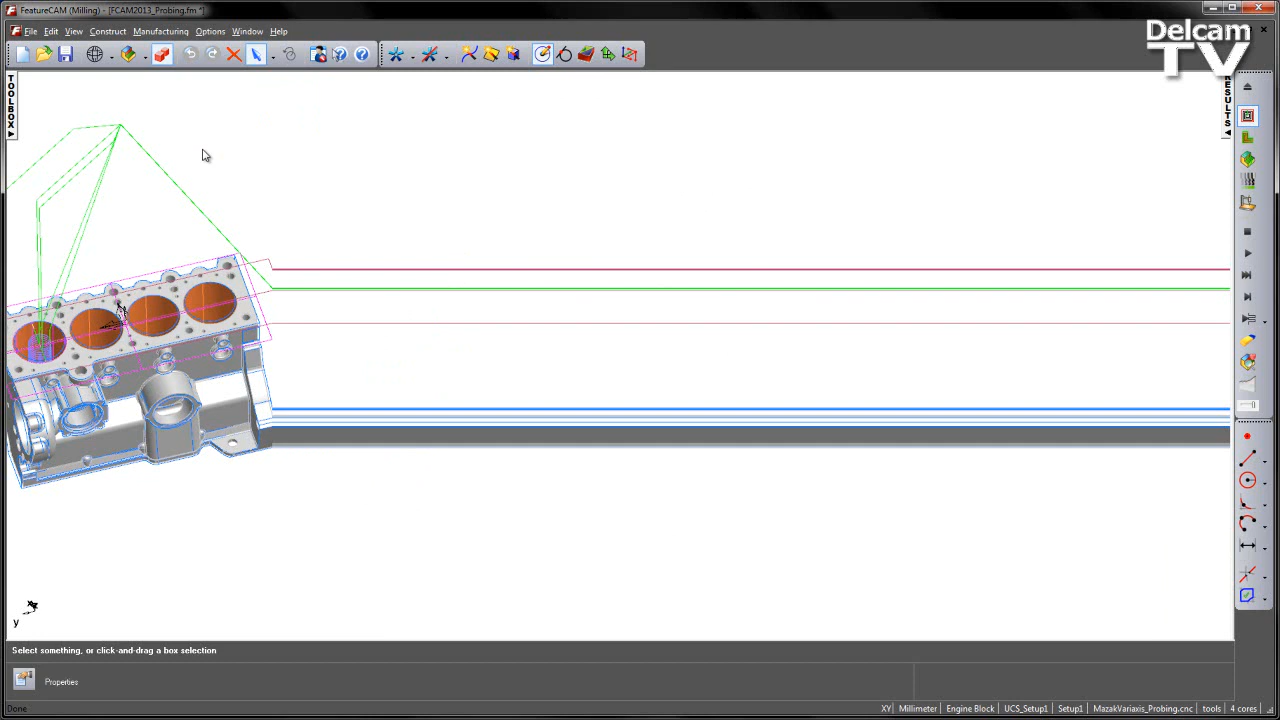 FeatureCAM (Milling) - [FCAM2013_Probing.fm *]
File Edit View Construct Manufacturing Options Window Help
Delcam
TV
TOOLBOX
RESULTS
y
Select something, or click-and-drag a box selection
Properties
Done
XY Millimeter Engine Block UCS_Setup1 Setup1 MazakVariaxis_Probing.cnc tools 4 cores